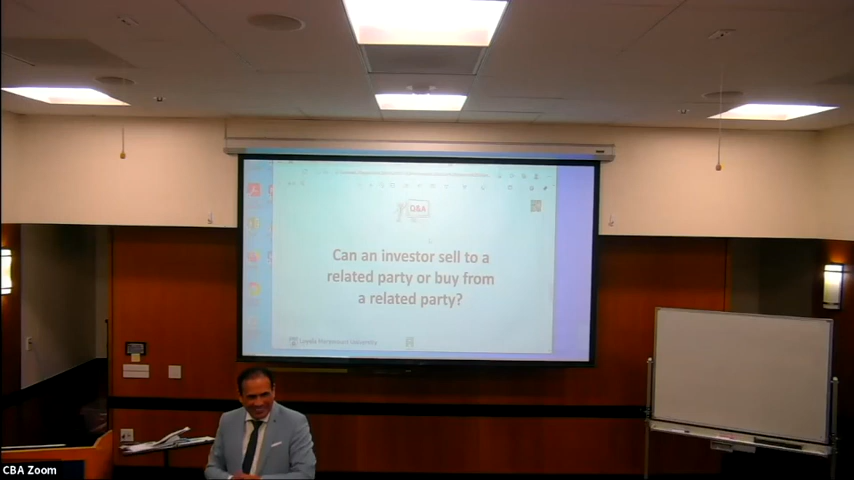 Q&A
Can an investor sell to a
related party or buy from
a related party?
Loyola Marymount University
CBA Zoom